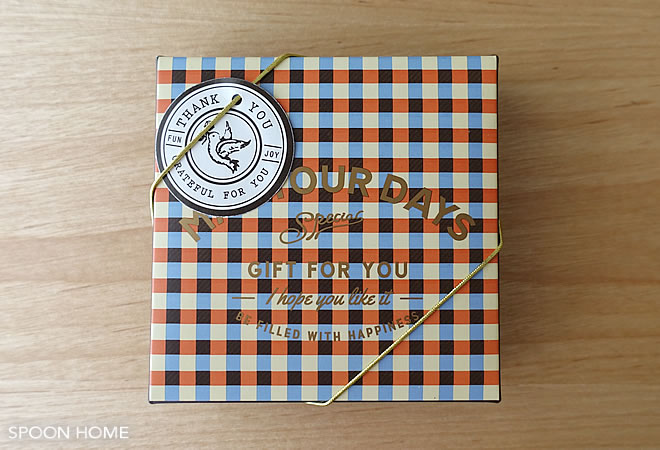 THANK YOU
FUN
JOY
GRATEFUL FOR YOU
YOUR DAYS
Special
GIFT FOR YOU
I hope you like it
BE FILLED WITH HAPPINESS
SPOON HOME